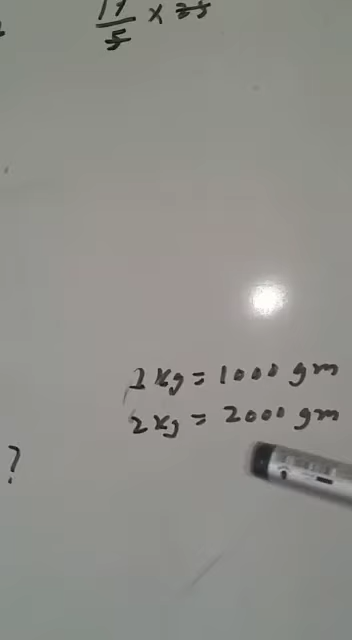 17/5 × 25
1 kg = 1000 gm
2 kg = 2000 gm
?